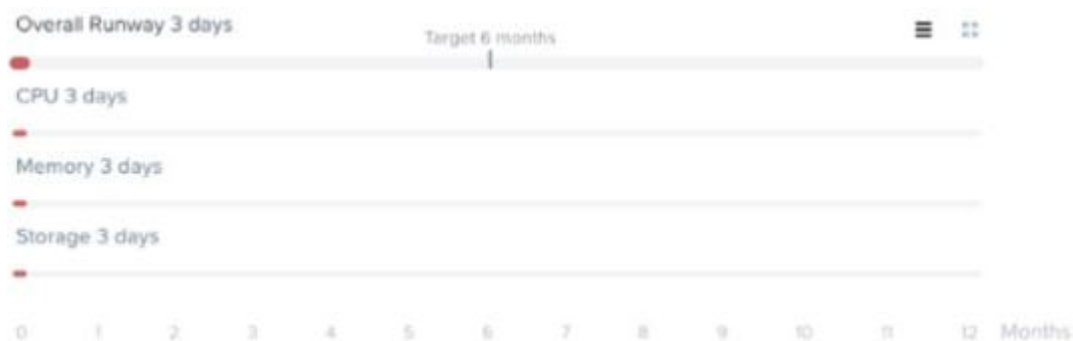 Overall Runway 3 days
Target 6 months
CPU 3 days
Memory 3 days
Storage 3 days
0 1 2 3 4 5 6 7 8 9 10 11 12 Months